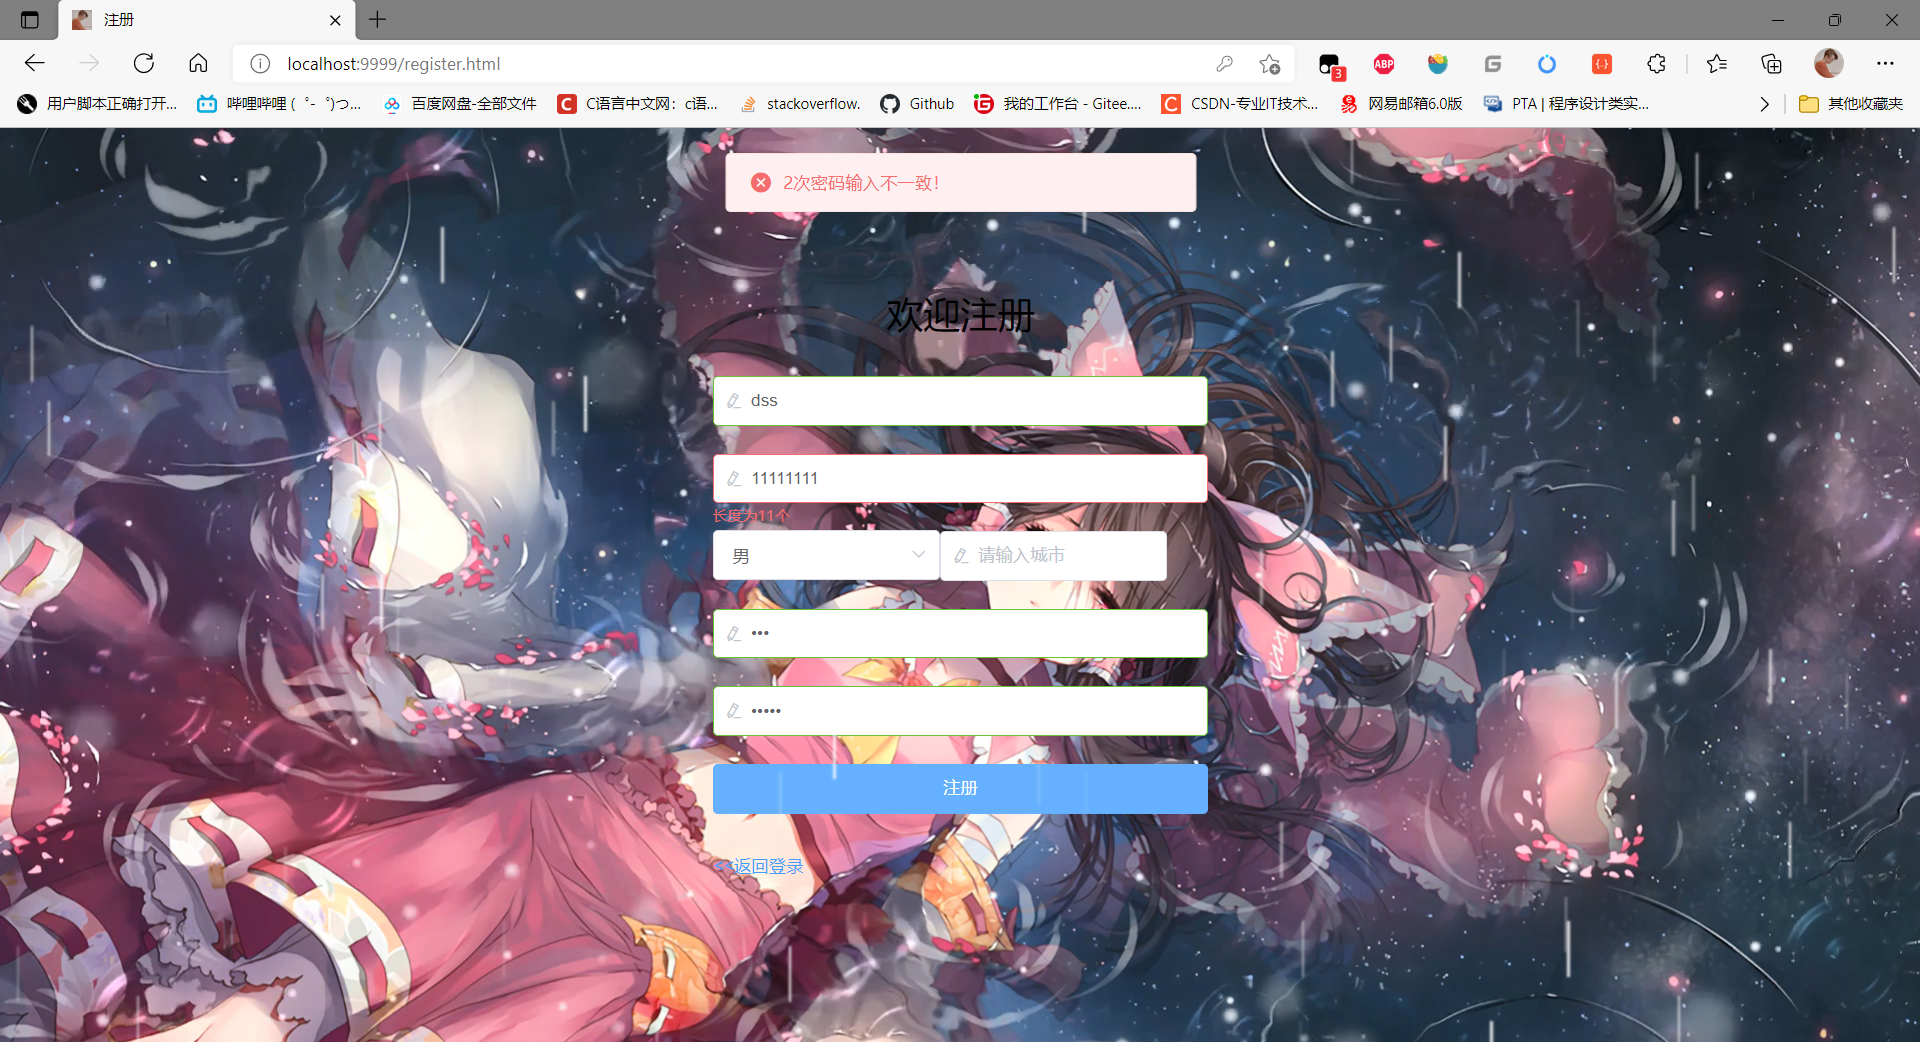 注册
localhost:9999/register.html
3
ABP
用户脚本正确打开...
哔哩哔哩 (゜-゜)つ...
百度网盘-全部文件
C语言中文网：c语...
stackoverflow.
Github
我的工作台 - Gitee....
CSDN-专业IT技术...
网易邮箱6.0版
PTA | 程序设计类实...
其他收藏夹
2次密码输入不一致！
欢迎注册
dss
11111111
长度为11个
男
请输入城市
•••
•••••
注册
<<返回登录